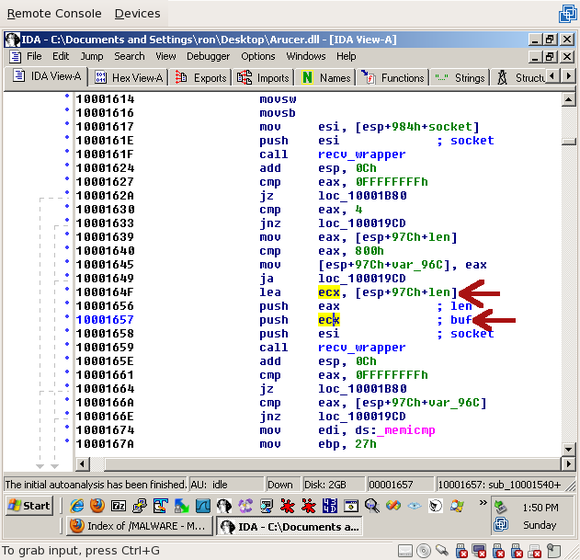 Remote Console Devices
IDA - C:\Documents and Settings\ron\Desktop\Arucer.dll - [IDA View-A]
File Edit Jump Search View Debugger Options Windows Help
IDA View-A Hex View-A Exports Imports N Names Functions "..." Strings Structu
10001614 movsw
10001616 movsb
10001617 mov esi, [esp+984h+socket]
1000161E push esi ; socket
1000161F call recv_wrapper
10001624 add esp, 0Ch
10001627 cmp eax, 0FFFFFFFFh
1000162A jz loc_10001B80
10001630 cmp eax, 4
10001633 jnz loc_100019CD
10001639 mov eax, [esp+97Ch+len]
10001640 cmp eax, 800h
10001645 mov [esp+97Ch+var_96C], eax
10001649 ja loc_100019CD
1000164F lea ecx, [esp+97Ch+len]
10001656 push eax ; len
10001657 push ecx ; buf
10001658 push esi ; socket
10001659 call recv_wrapper
1000165E add esp, 0Ch
10001661 cmp eax, 0FFFFFFFFh
10001664 jz loc_10001B80
1000166A cmp eax, [esp+97Ch+var_96C]
1000166E jnz loc_100019CD
10001674 mov edi, ds:_memicmp
1000167A mov ebp, 27h
The initial autoanalysis has been finished. AU: idle Down Disk: 2GB 00001657 10001657: sub_10001540+
Start 1:50 PM
Index of /MALWARE - M... IDA - C:\Documents a... Sunday
To grab input, press Ctrl+G